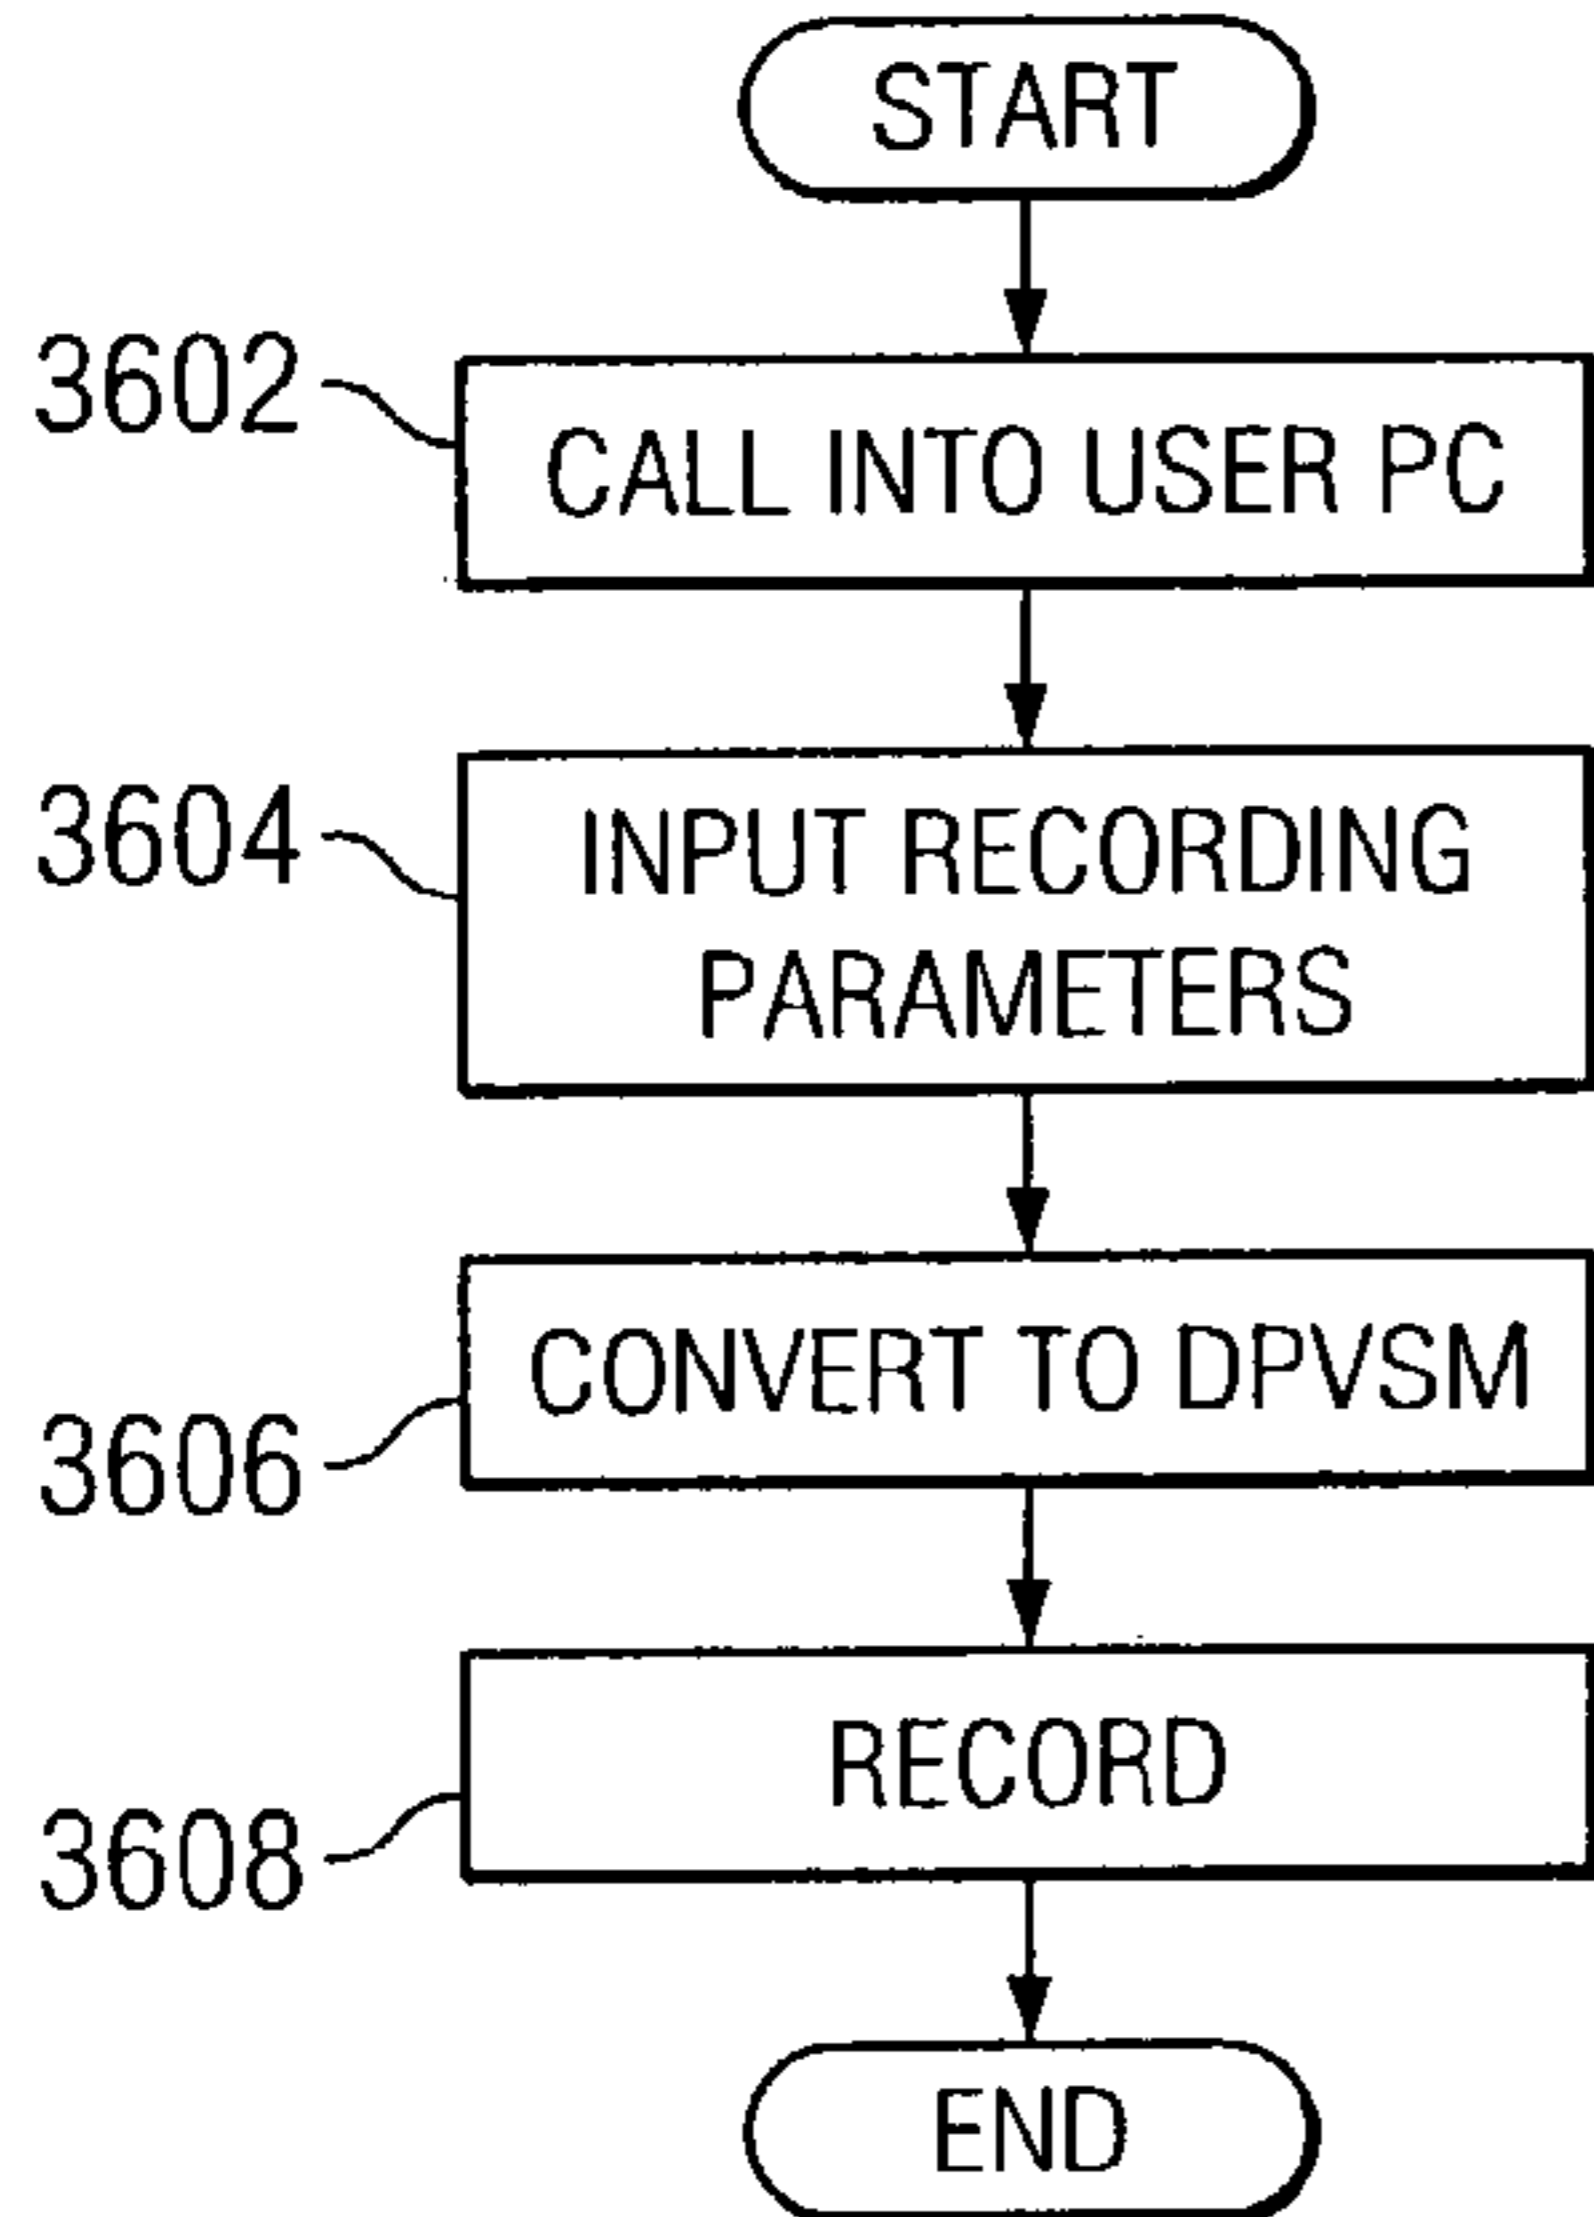 START
3602
CALL INTO USER PC
3604
INPUT RECORDING
PARAMETERS
CONVERT TO DPVSM
3606
RECORD
3608
END